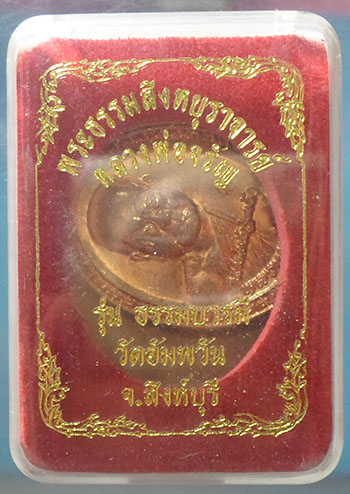 พระธรรมสิงหบุราจารย์
หลวงพ่อจรัญ
รุ่น ธรรมบารมี
วัดอัมพวัน
จ.สิงห์บุรี